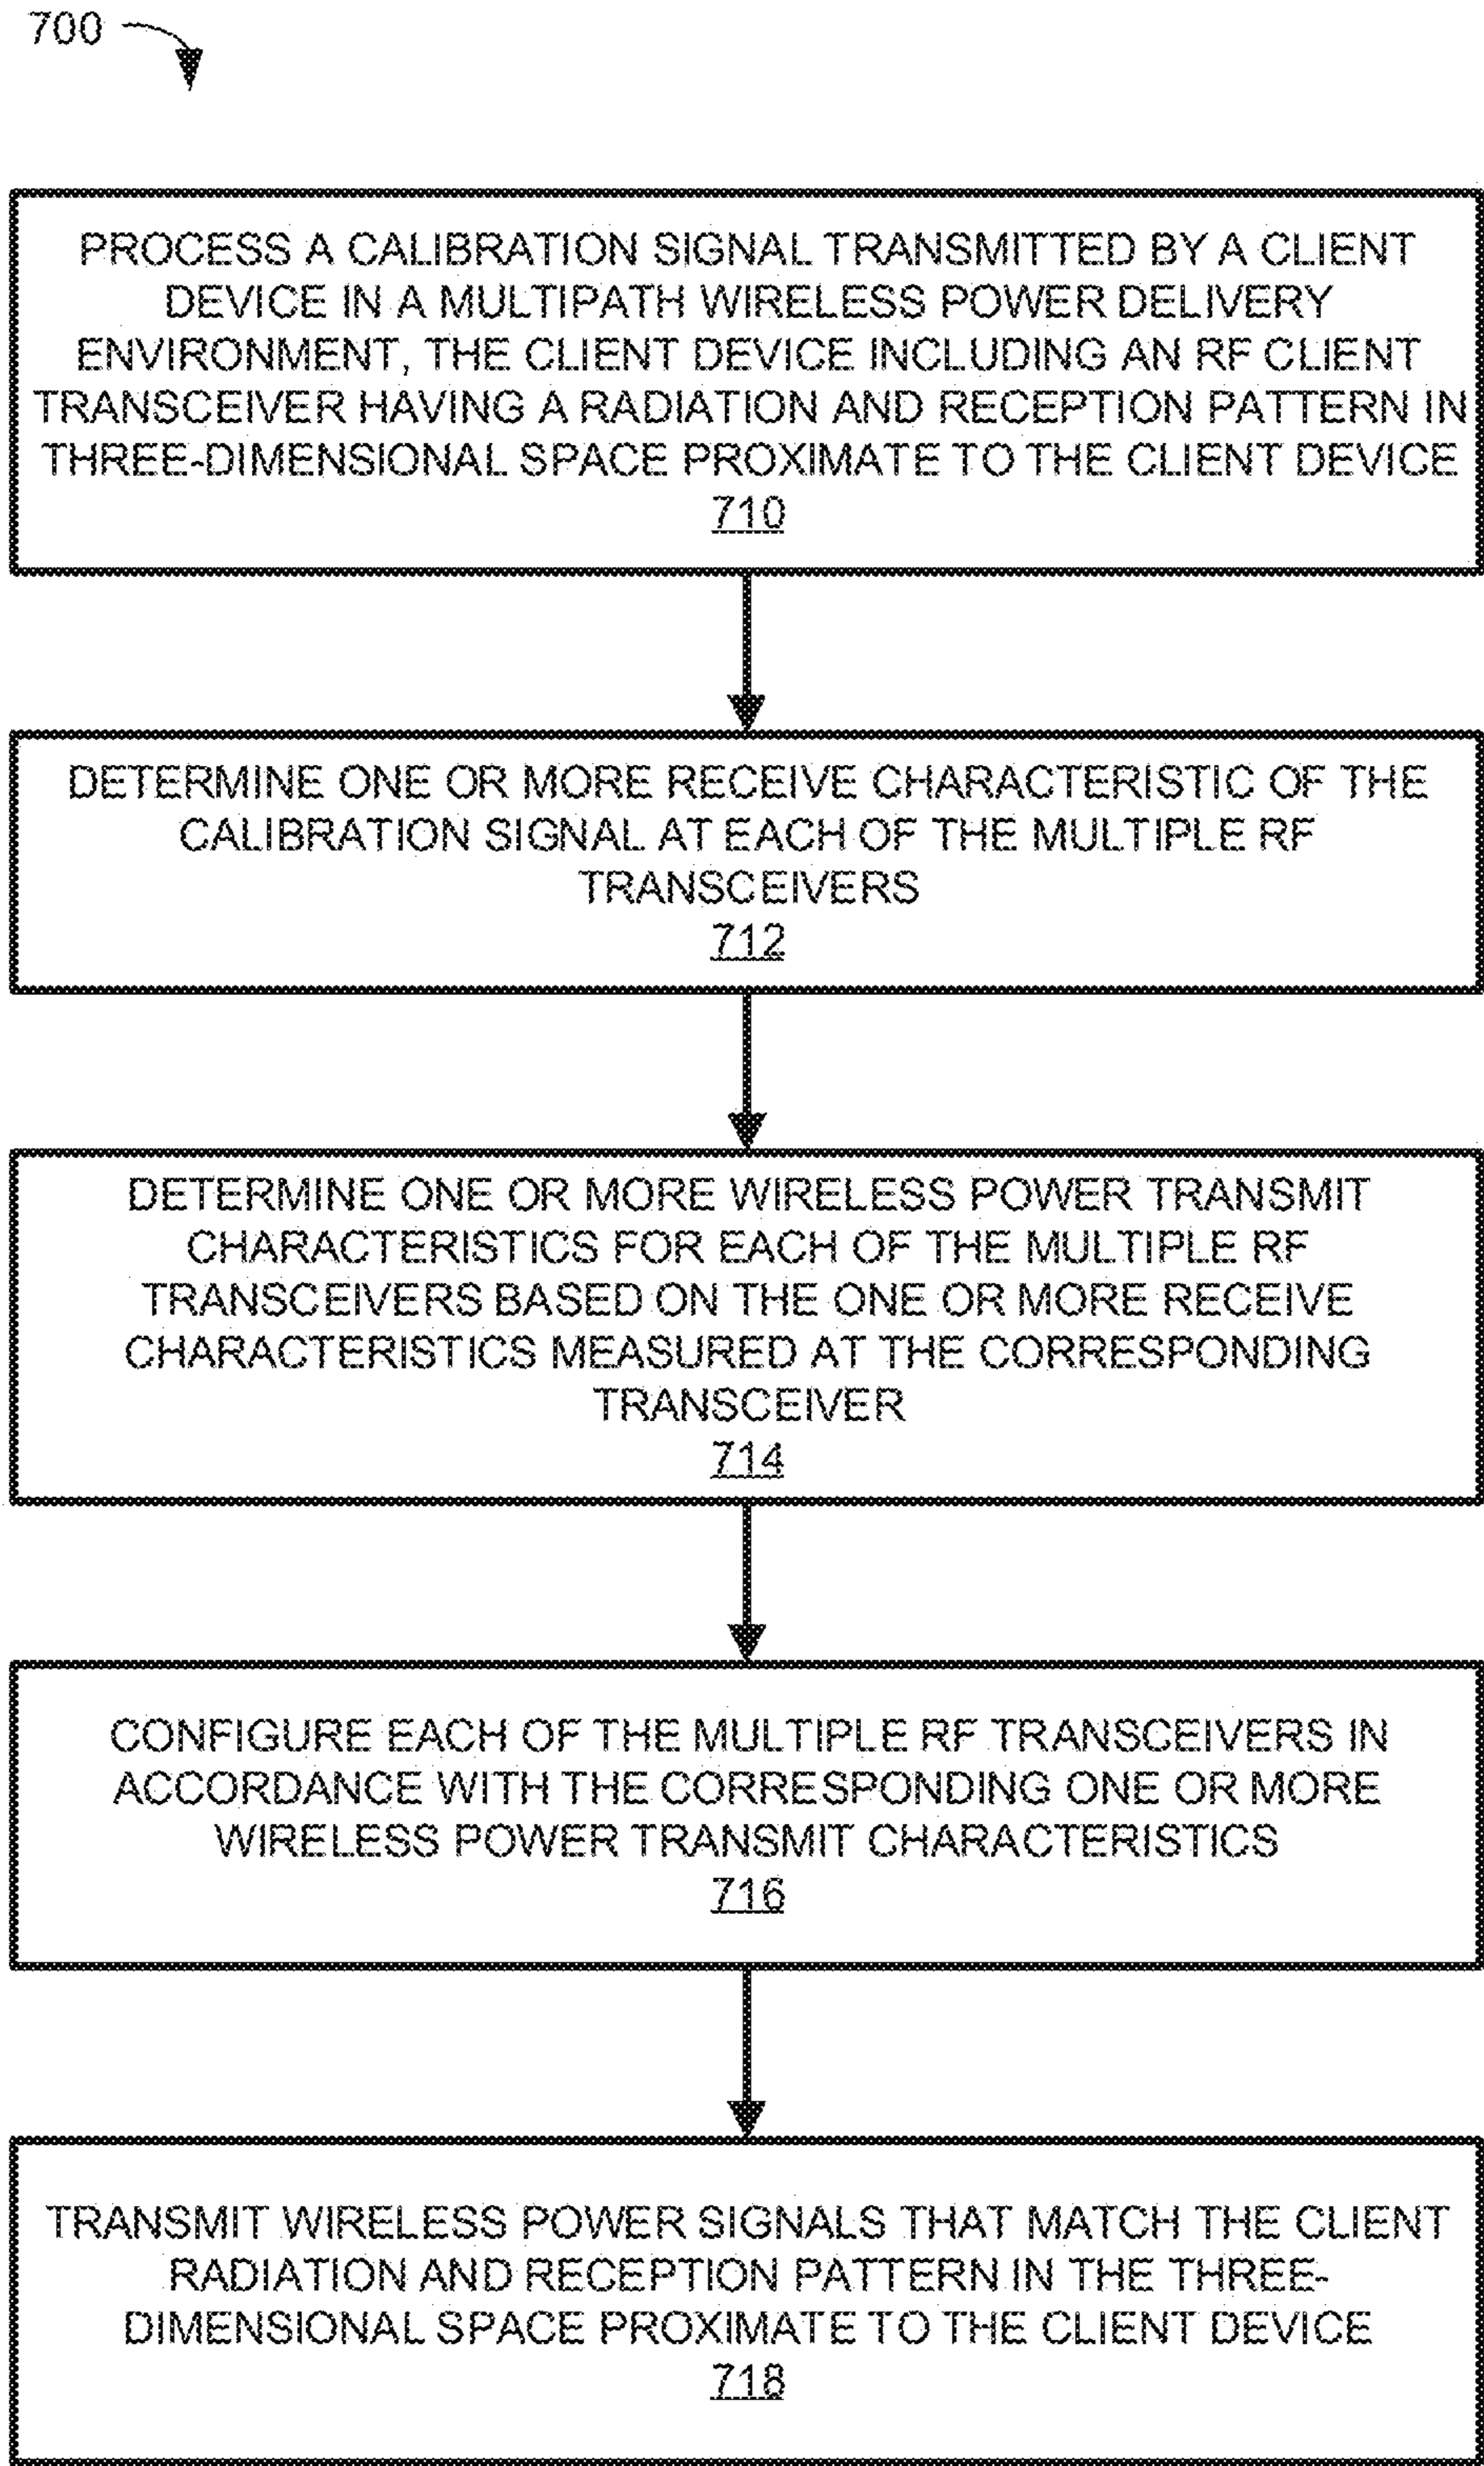 700
PROCESS A CALIBRATION SIGNAL TRANSMITTED BY A CLIENT
DEVICE IN A MULTIPATH WIRELESS POWER DELIVERY
ENVIRONMENT, THE CLIENT DEVICE INCLUDING AN RF CLIENT
TRANSCEIVER HAVING A RADIATION AND RECEPTION PATTERN IN
THREE-DIMENSIONAL SPACE PROXIMATE TO THE CLIENT DEVICE
710
DETERMINE ONE OR MORE RECEIVE CHARACTERISTIC OF THE
CALIBRATION SIGNAL AT EACH OF THE MULTIPLE RF
TRANSCEIVERS
712
DETERMINE ONE OR MORE WIRELESS POWER TRANSMIT
CHARACTERISTICS FOR EACH OF THE MULTIPLE RF
TRANSCEIVERS BASED ON THE ONE OR MORE RECEIVE
CHARACTERISTICS MEASURED AT THE CORRESPONDING
TRANSCEIVER
714
CONFIGURE EACH OF THE MULTIPLE RF TRANSCEIVERS IN
ACCORDANCE WITH THE CORRESPONDING ONE OR MORE
WIRELESS POWER TRANSMIT CHARACTERISTICS
716
TRANSMIT WIRELESS POWER SIGNALS THAT MATCH THE CLIENT
RADIATION AND RECEPTION PATTERN IN THE THREE-
DIMENSIONAL SPACE PROXIMATE TO THE CLIENT DEVICE
718